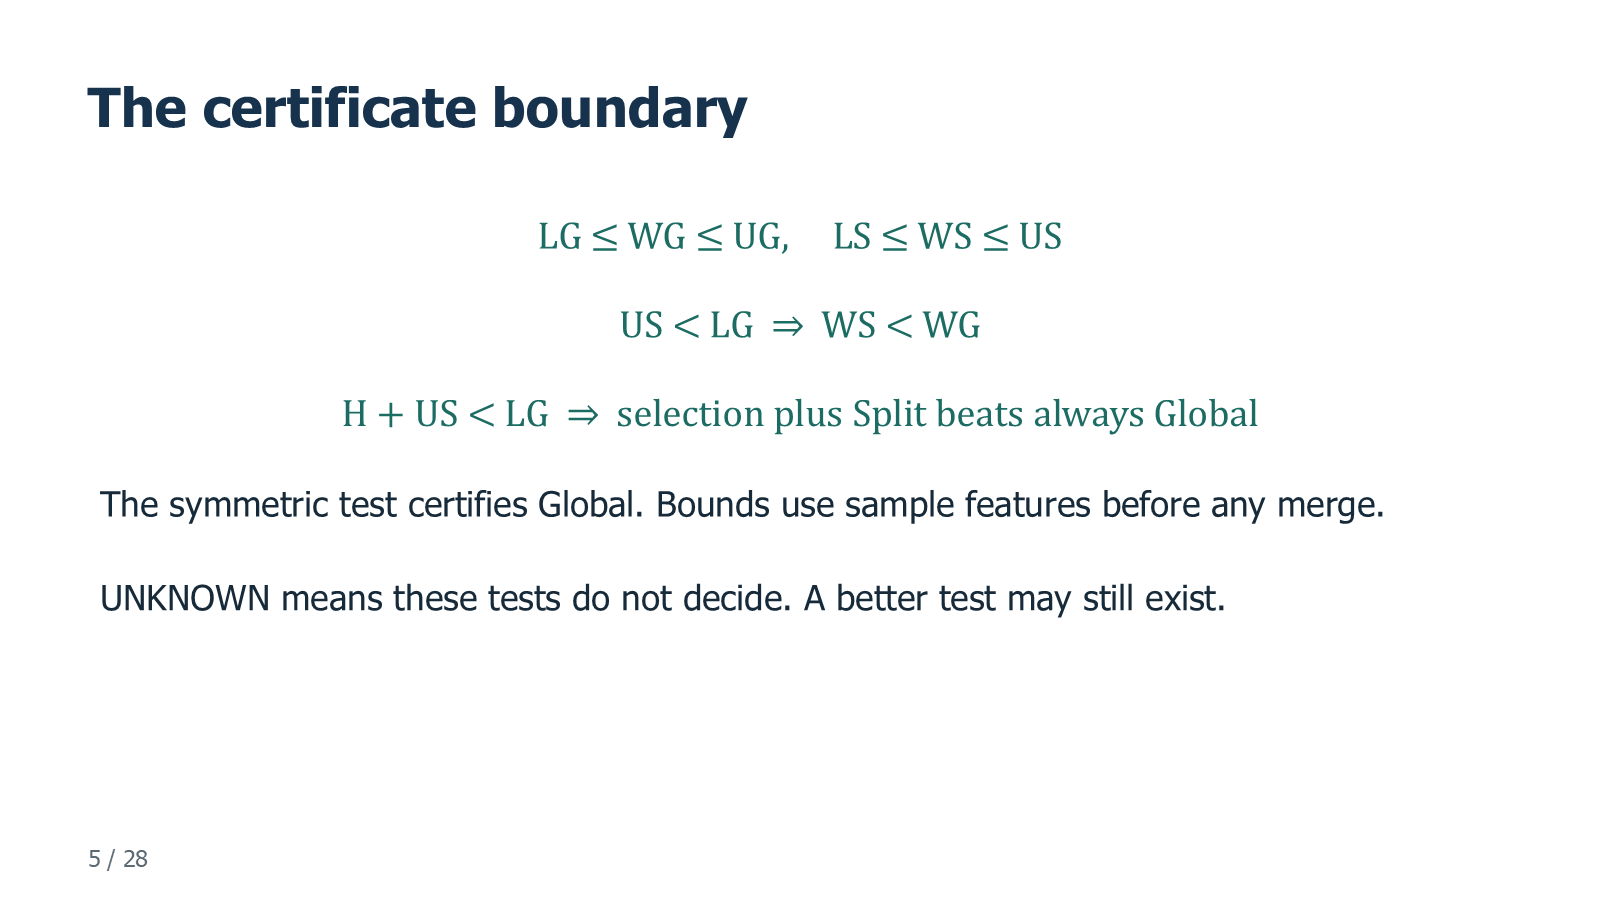 The certificate boundary
LG ≤ WG ≤ UG, LS ≤ WS ≤ US
US < LG ⇒ WS < WG
H + US < LG ⇒ selection plus Split beats always Global
The symmetric test certifies Global. Bounds use sample features before any merge.
UNKNOWN means these tests do not decide. A better test may still exist.
5 / 28